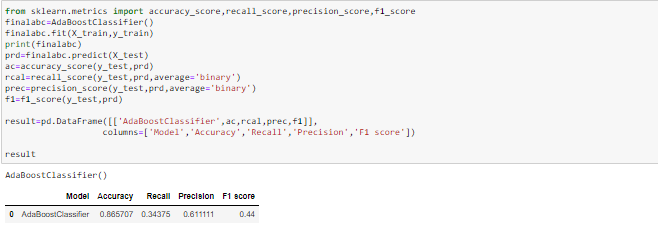 from sklearn.metrics import accuracy_score,recall_score,precision_score,f1_score
finalabc=AdaBoostClassifier()
finalabc.fit(X_train,y_train)
print(finalabc)
prd=finalabc.predict(X_test)
ac=accuracy_score(y_test,prd)
rcal=recall_score(y_test,prd,average='binary')
prec=precision_score(y_test,prd,average='binary')
f1=f1_score(y_test,prd)
result=pd.DataFrame([['AdaBoostClassifier',ac,rcal,prec,f1]],
columns=['Model','Accuracy','Recall','Precision','F1 score'])
result
AdaBoostClassifier()
Model Accuracy Recall Precision F1 score
0 AdaBoostClassifier 0.865707 0.34375 0.611111 0.44